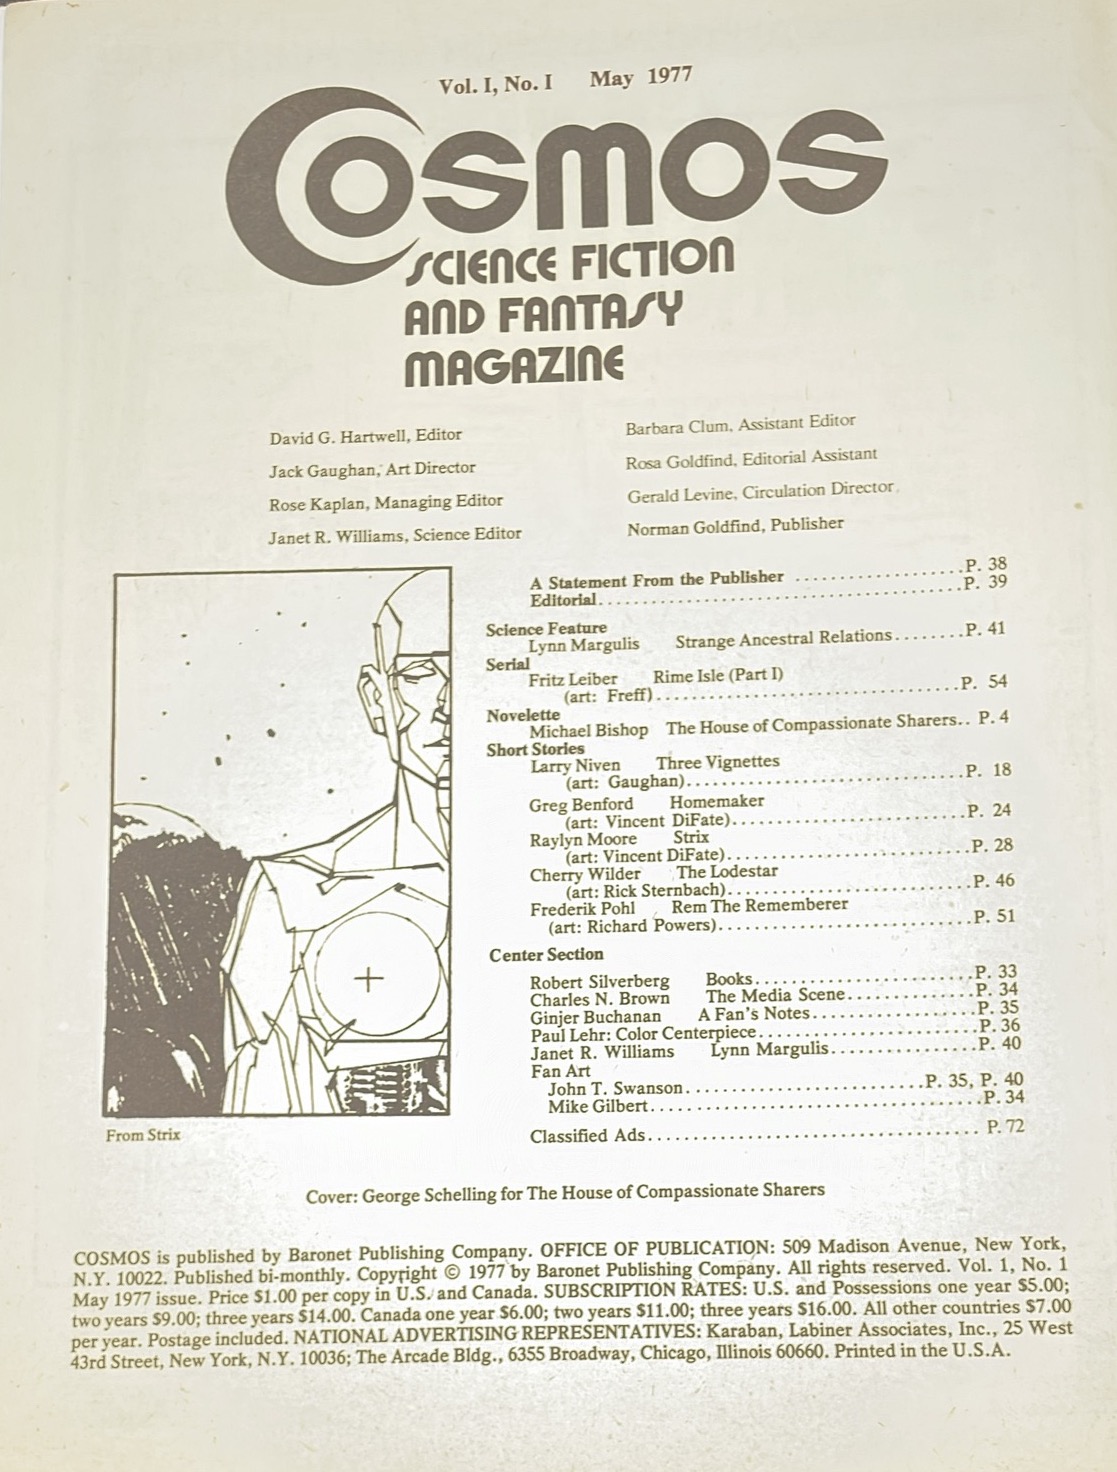 Vol. I, No. I May 1977
COSMOS
SCIENCE FICTION
AND FANTASY
MAGAZINE
David G. Hartwell, Editor
Jack Gaughan, Art Director
Rose Kaplan, Managing Editor
Janet R. Williams, Science Editor
Barbara Clum, Assistant Editor
Rosa Goldfind, Editorial Assistant
Gerald Levine, Circulation Director
Norman Goldfind, Publisher
A Statement From the Publisher ....................P. 38
Editorial............................................P. 39
Science Feature
Lynn Margulis Strange Ancestral Relations........P. 41
Serial
Fritz Leiber Rime Isle (Part I)
(art: Freff)....................................P. 54
Novelette
Michael Bishop The House of Compassionate Sharers.. P. 4
Short Stories
Larry Niven Three Vignettes
(art: Gaughan)..................................P. 18
Greg Benford Homemaker
(art: Vincent DiFate)............................P. 24
Raylyn Moore Strix
(art: Vincent DiFate)............................P. 28
Cherry Wilder The Lodestar
(art: Rick Sternbach)............................P. 46
Frederik Pohl Rem The Rememberer
(art: Richard Powers)............................P. 51
Center Section
Robert Silverberg Books..........................P. 33
Charles N. Brown The Media Scene...............P. 34
Ginjer Buchanan A Fan's Notes....................P. 35
Paul Lehr: Color Centerpiece..........................P. 36
Janet R. Williams Lynn Margulis.................P. 40
Fan Art
John T. Swanson..........................P. 35, P. 40
Mike Gilbert....................................P. 34
Classified Ads.................................... P. 72
From Strix
Cover: George Schelling for The House of Compassionate Sharers
COSMOS is published by Baronet Publishing Company. OFFICE OF PUBLICATION: 509 Madison Avenue, New York,
N.Y. 10022. Published bi-monthly. Copyright © 1977 by Baronet Publishing Company. All rights reserved. Vol. 1, No. 1
May 1977 issue. Price $1.00 per copy in U.S. and Canada. SUBSCRIPTION RATES: U.S. and Possessions one year $5.00;
two years $9.00; three years $14.00. Canada one year $6.00; two years $11.00; three years $16.00. All other countries $7.00
per year. Postage included. NATIONAL ADVERTISING REPRESENTATIVES: Karaban, Labiner Associates, Inc., 25 West
43rd Street, New York, N.Y. 10036; The Arcade Bldg., 6355 Broadway, Chicago, Illinois 60660. Printed in the U.S.A.